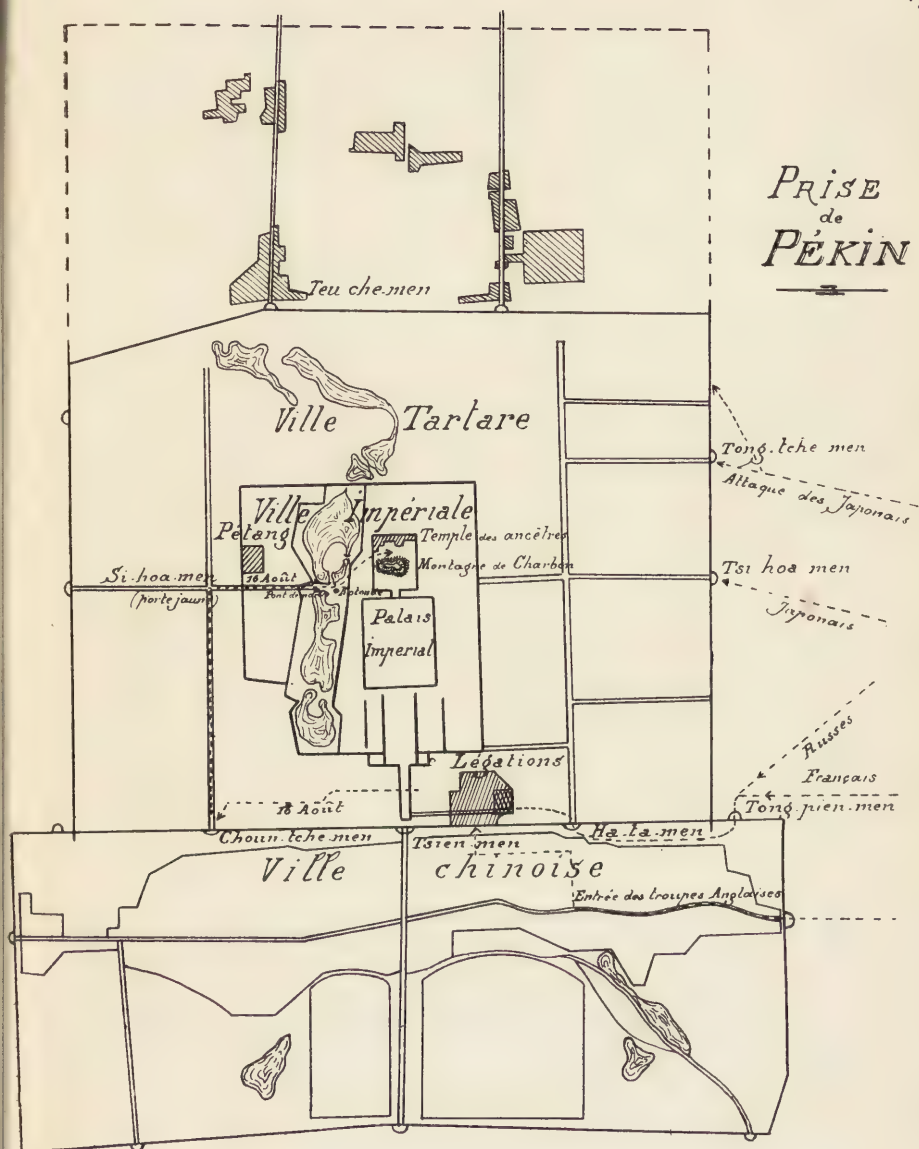 PRISE
de
PÉKIN
Teu che men
Ville Tartare
Tong.tche men
Attaque des Japonais
Ville Impériale
Pétang
Temple des ancêtres
Si-hoa-men
(porte jaune)
16 Août
Montagne de Charbon
Pont de
Rotonde
Tsi hoa men
Japonais
Palais
Impérial
Russes
Légations
Français
16 Août
Tong.pien.men
Choun.tche men
Tsien men
Ha.ta.men
Ville chinoise
Entrée des troupes Anglaises